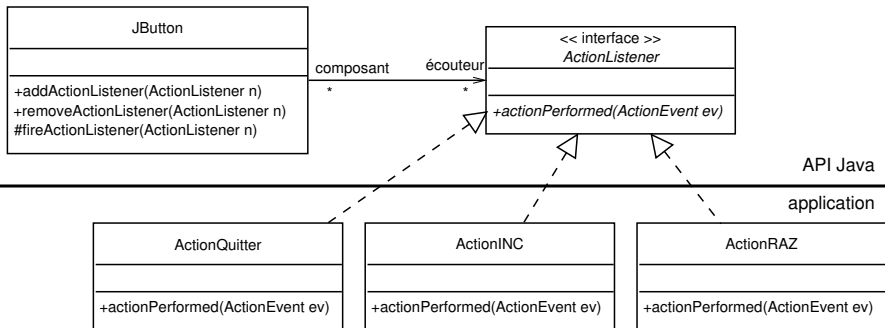 JButton
+addActionListener(ActionListener n)
+removeActionListener(ActionListener n)
#fireActionListener(ActionListener n)
composant
écouteur
*
*
<< interface >>
ActionListener
+actionPerformed(ActionEvent ev)
API Java
application
ActionQuitter
+actionPerformed(ActionEvent ev)
ActionINC
+actionPerformed(ActionEvent ev)
ActionRAZ
+actionPerformed(ActionEvent ev)